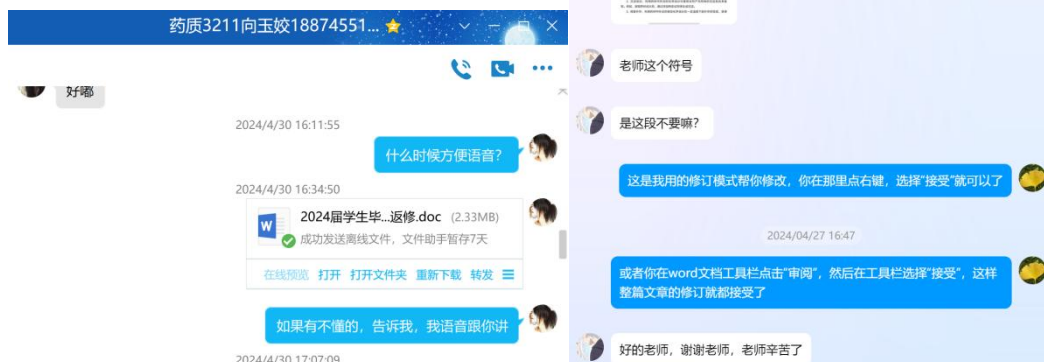 药质3211向玉姣18874551...
好嘟
2024/4/30 16:11:55
什么时候方便语音?
2024/4/30 16:34:50
2024届学生毕...返修.doc (2.33MB)
成功发送离线文件，文件助手暂存7天
在线预览 打开 打开文件夹 重新下载 转发
如果有不懂的，告诉我，我语音跟你讲
2024/4/30 17:07:09
老师这个符号
是这段不要嘛?
这是我用的修订模式帮你修改，你在那里点右键，选择"接受"就可以了
2024/04/27 16:47
或者你在word文档工具栏点击"审阅"，然后在工具栏选择"接受"，这样
整篇文章的修订就都接受了
好的老师，谢谢老师，老师辛苦了